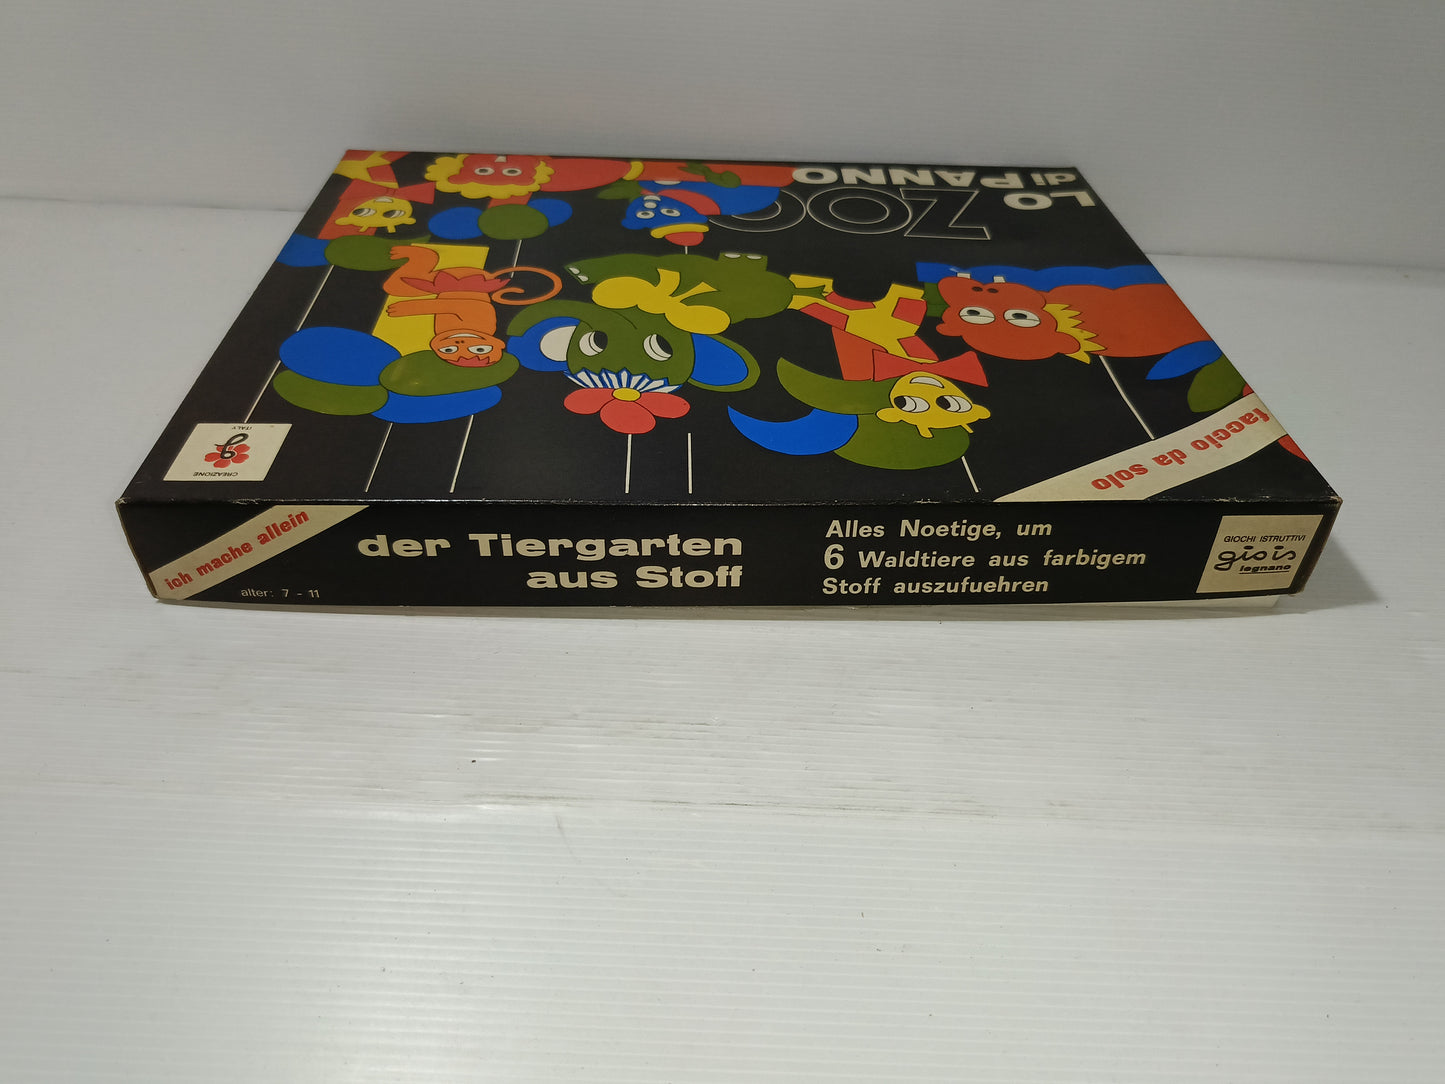 LO
ZOO
di PANNO
faccio da solo
CREAZIONE
g
ITALY
ich mache allein
alter: 7 - 11
der Tiergarten
aus Stoff
Alles Noetige, um
6 Waldtiere aus farbigem
Stoff auszufuehren
GIOCHI ISTRUTTIVI
giois
legnano